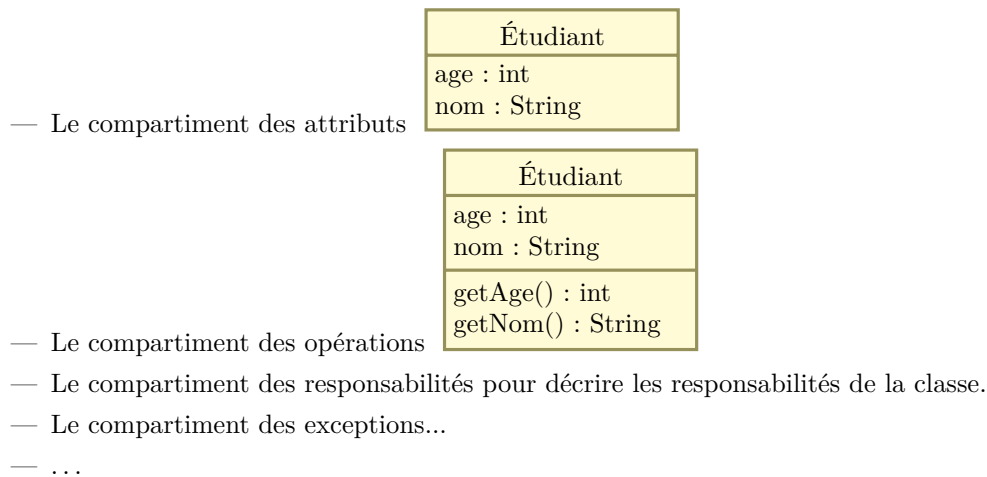 Étudiant
age : int
nom : String
— Le compartiment des attributs
Étudiant
age : int
nom : String
getAge() : int
getNom() : String
— Le compartiment des opérations
— Le compartiment des responsabilités pour décrire les responsabilités de la classe.
— Le compartiment des exceptions...
— . . .